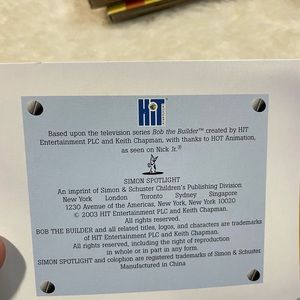 HiT
Based upon the television series Bob the Builder™ created by HIT
Entertainment PLC and Keith Chapman, with thanks to HOT Animation,
as seen on Nick Jr.®
SIMON SPOTLIGHT
An imprint of Simon & Schuster Children's Publishing Division
New York London Toronto Sydney Singapore
1230 Avenue of the Americas, New York, New York 10020
© 2003 HIT Entertainment PLC and Keith Chapman.
All rights reserved.
BOB THE BUILDER and all related titles, logos, and characters are trademarks
of HIT Entertainment PLC and Keith Chapman.
All rights reserved, including the right of reproduction
in whole or in part in any form.
SIMON SPOTLIGHT and colophon are registered trademarks of Simon & Schuster.
Manufactured in China